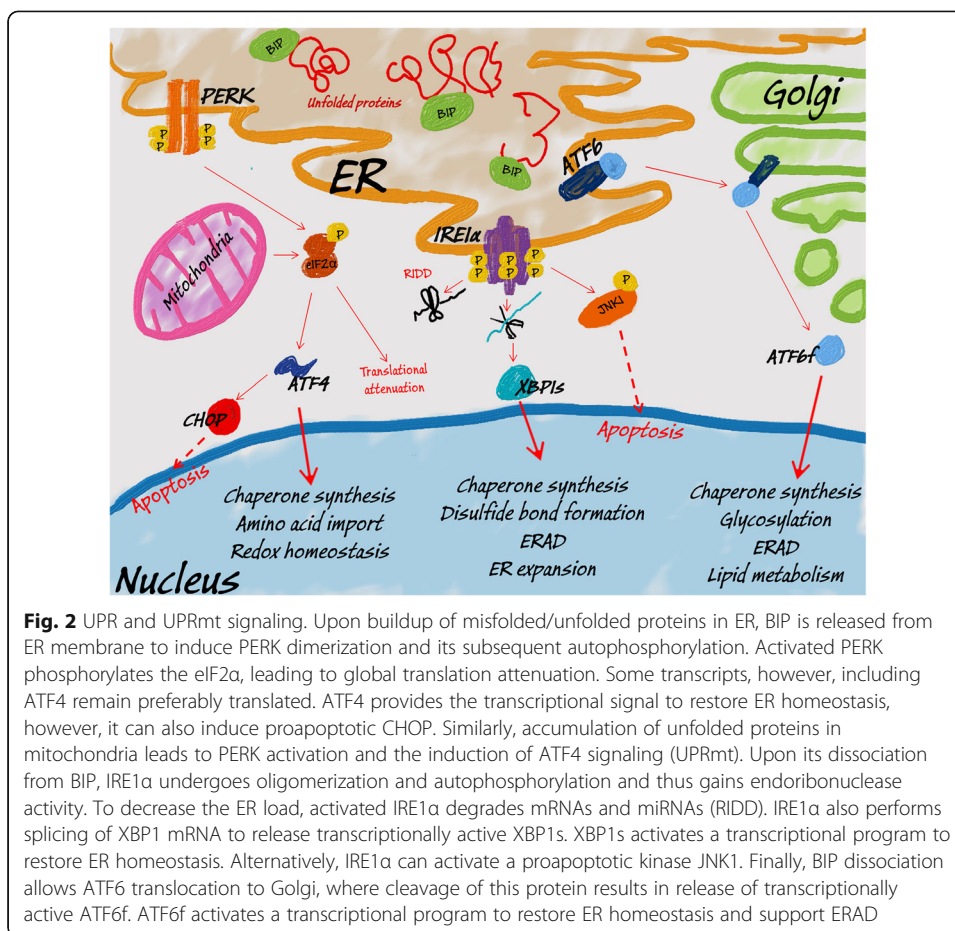 BIP
PERK
P
P
P
P
Unfolded proteins
BIP
BIP
Golgi
ER
ATF6
IRE1α
P
P
P
P
P
P
Mitochondria
P
eIF2α
RIDD
P
JNK1
ATF4
Translational
attenuation
XBP1s
ATF6f
CHOP
Apoptosis
Apoptosis
Chaperone synthesis
Amino acid import
Redox homeostasis
Chaperone synthesis
Disulfide bond formation
ERAD
ER expansion
Chaperone synthesis
Glycosylation
ERAD
Lipid metabolism
Nucleus
Fig. 2 UPR and UPRmt signaling. Upon buildup of misfolded/unfolded proteins in ER, BIP is released from
ER membrane to induce PERK dimerization and its subsequent autophosphorylation. Activated PERK
phosphorylates the eIF2α, leading to global translation attenuation. Some transcripts, however, including
ATF4 remain preferably translated. ATF4 provides the transcriptional signal to restore ER homeostasis,
however, it can also induce proapoptotic CHOP. Similarly, accumulation of unfolded proteins in
mitochondria leads to PERK activation and the induction of ATF4 signaling (UPRmt). Upon its dissociation
from BIP, IRE1α undergoes oligomerization and autophosphorylation and thus gains endoribonuclease
activity. To decrease the ER load, activated IRE1α degrades mRNAs and miRNAs (RIDD). IRE1α also performs
splicing of XBP1 mRNA to release transcriptionally active XBP1s. XBP1s activates a transcriptional program to
restore ER homeostasis. Alternatively, IRE1α can activate a proapoptotic kinase JNK1. Finally, BIP dissociation
allows ATF6 translocation to Golgi, where cleavage of this protein results in release of transcriptionally
active ATF6f. ATF6f activates a transcriptional program to restore ER homeostasis and support ERAD